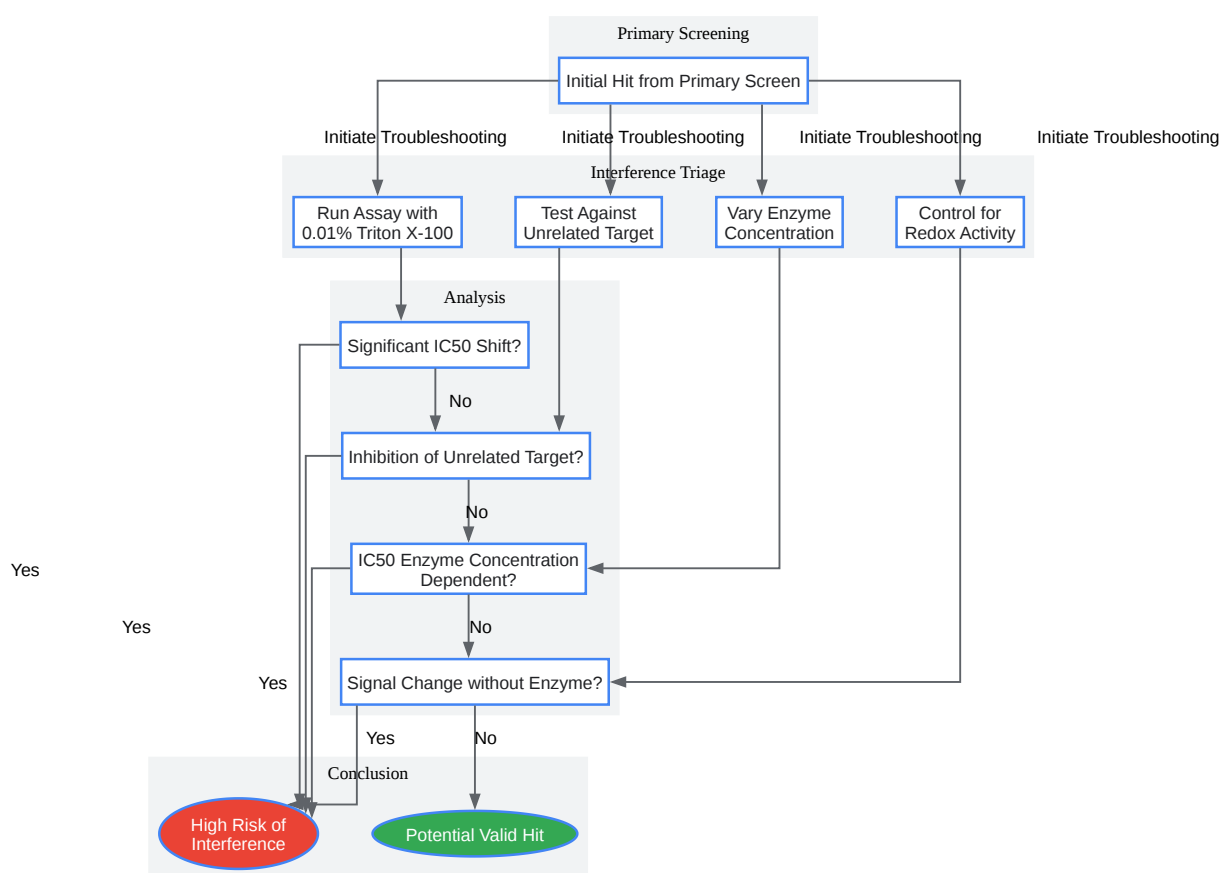 Primary Screening
Initial Hit from Primary Screen
Initiate Troubleshooting
Initiate Troubleshooting
Initiate Troubleshooting
Initiate Troubleshooting
Interference Triage
Run Assay with
0.01% Triton X-100
Test Against
Unrelated Target
Vary Enzyme
Concentration
Control for
Redox Activity
Analysis
Significant IC50 Shift?
No
Inhibition of Unrelated Target?
No
IC50 Enzyme Concentration
Dependent?
Yes
Yes
No
Signal Change without Enzyme?
Yes
Yes
No
Conclusion
High Risk of
Interference
Potential Valid Hit